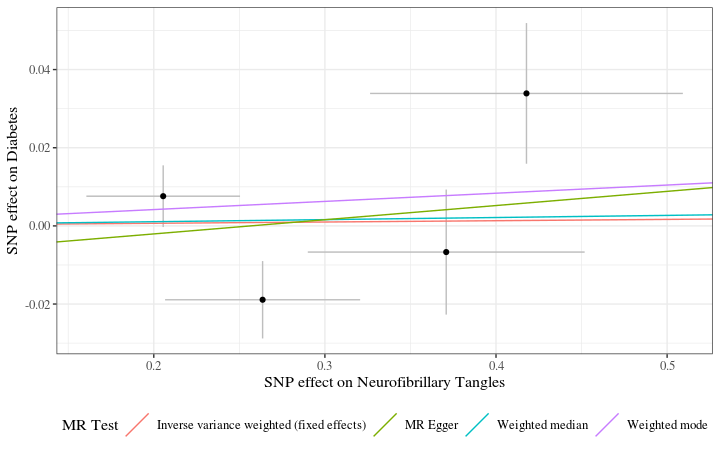 SNP effect on Diabetes
0.04
0.02
0.00
-0.02
0.2 0.3 0.4 0.5
SNP effect on Neurofibrillary Tangles
MR Test Inverse variance weighted (fixed effects) MR Egger Weighted median Weighted mode